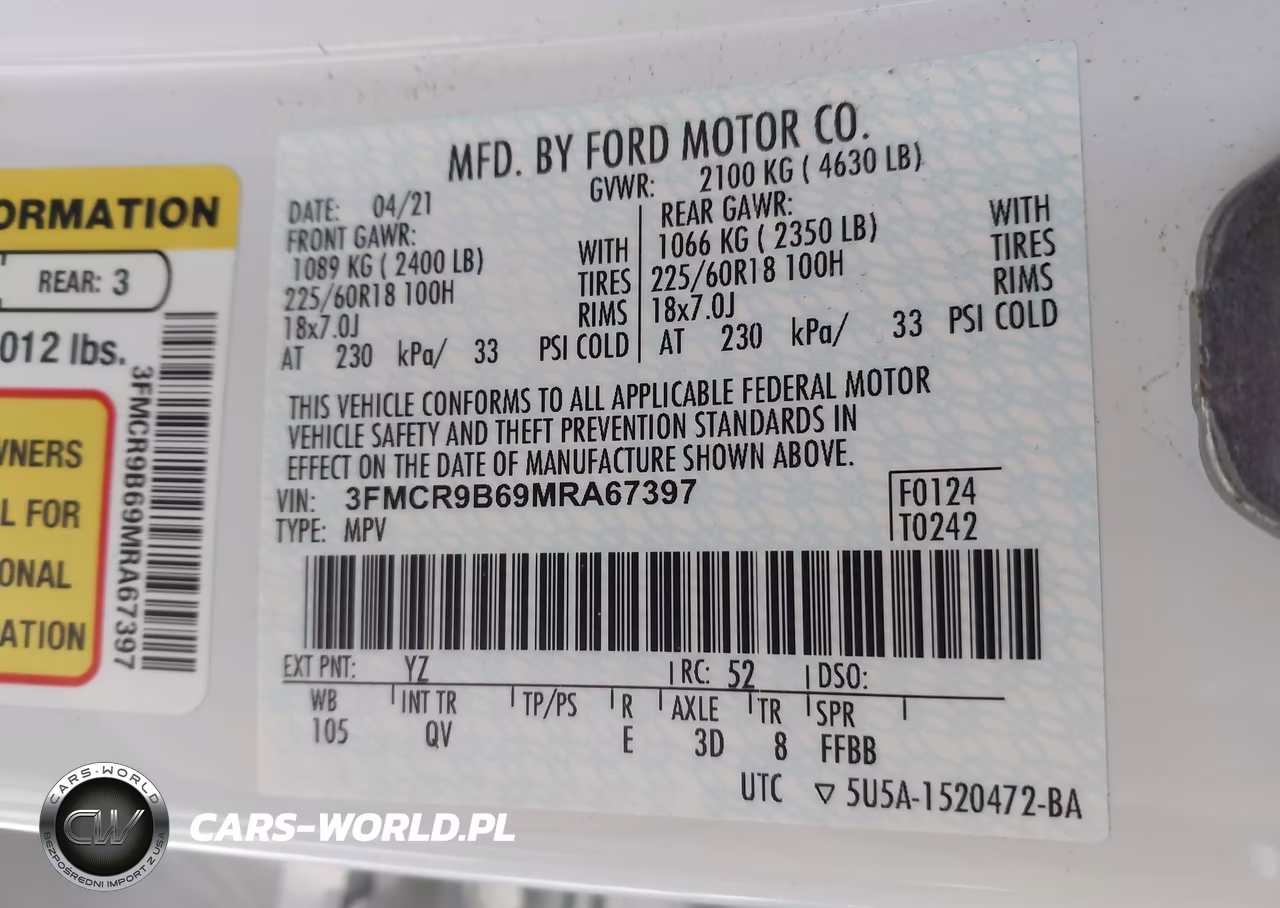 MFD. BY FORD MOTOR CO.
DATE: 04/21 GVWR: 2100 KG ( 4630 LB)
FRONT GAWR: REAR GAWR:
1089 KG ( 2400 LB) WITH 1066 KG ( 2350 LB) WITH
225/60R18 100H TIRES 225/60R18 100H TIRES
18x7.0J RIMS 18x7.0J RIMS
AT 230 kPa/ 33 PSI COLD AT 230 kPa/ 33 PSI COLD
THIS VEHICLE CONFORMS TO ALL APPLICABLE FEDERAL MOTOR
VEHICLE SAFETY AND THEFT PREVENTION STANDARDS IN
EFFECT ON THE DATE OF MANUFACTURE SHOWN ABOVE.
VIN: 3FMCR9B69MRA67397 F0124
TYPE: MPV T0242
EXT PNT: YZ RC: 52 DSO:
WB INT TR TP/PS R AXLE TR SPR
105 QV E 3D 8 FFBB
UTC ▽ 5U5A-1520472-BA
ORMATION
REAR: 3
012 lbs.
3FMCR9B69MRA67397
WNERS
L FOR
ONAL
ATION
CARS-WORLD
CW
BEZPOŚREDNI IMPORT Z USA
CARS-WORLD.PL